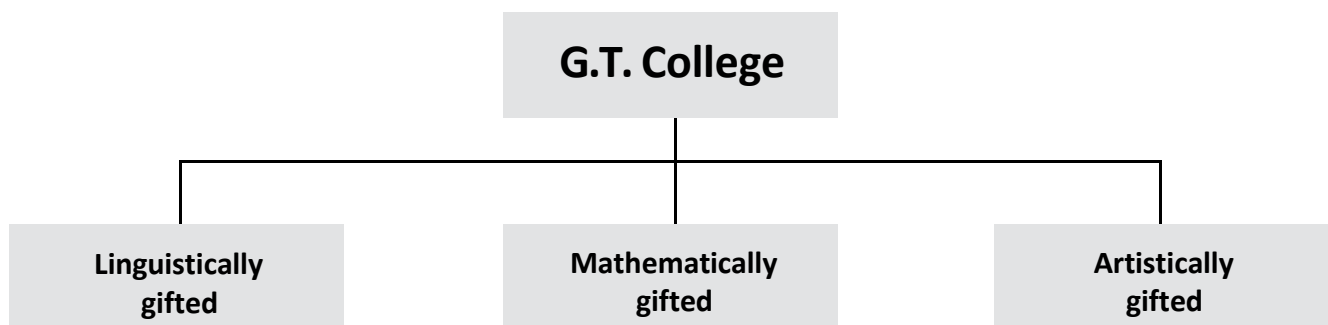 G.T. College
Linguistically
gifted
Mathematically
gifted
Artistically
gifted